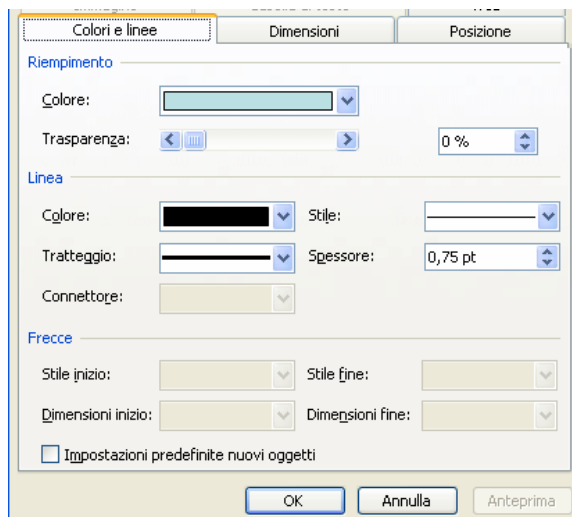 Colori e linee Dimensioni Posizione
Riempimento
Colore:
Trasparenza: 0 %
Linea
Colore: Stile:
Tratteggio: Spessore: 0,75 pt
Connettore:
Frecce
Stile inizio: Stile fine:
Dimensioni inizio: Dimensioni fine:
Impostazioni predefinite nuovi oggetti
OK Annulla Anteprima